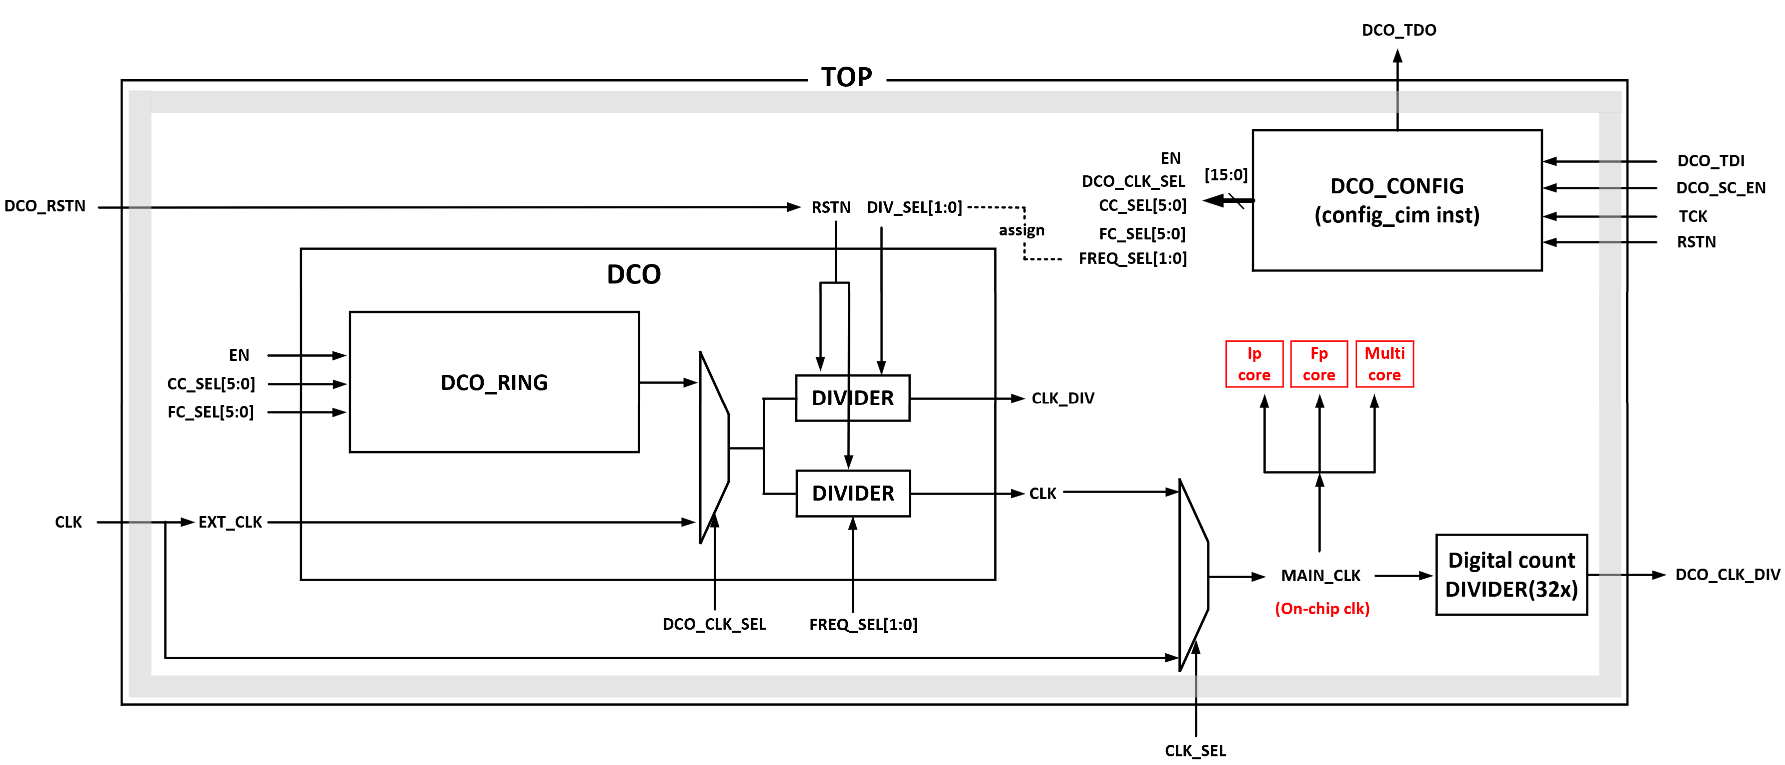 DCO_TDO
TOP
EN
DCO_CLK_SEL
[15:0]
CC_SEL[5:0]
FC_SEL[5:0]
FREQ_SEL[1:0]
DCO_CONFIG
(config_cim inst)
DCO_TDI
DCO_SC_EN
TCK
RSTN
DCO_RSTN
RSTN
DIV_SEL[1:0]
assign
DCO
EN
CC_SEL[5:0]
FC_SEL[5:0]
DCO_RING
DIVIDER
CLK_DIV
DIVIDER
CLK
Ip
core
Fp
core
Multi
core
CLK
EXT_CLK
DCO_CLK_SEL
FREQ_SEL[1:0]
MAIN_CLK
(On-chip clk)
Digital count
DIVIDER(32x)
DCO_CLK_DIV
CLK_SEL